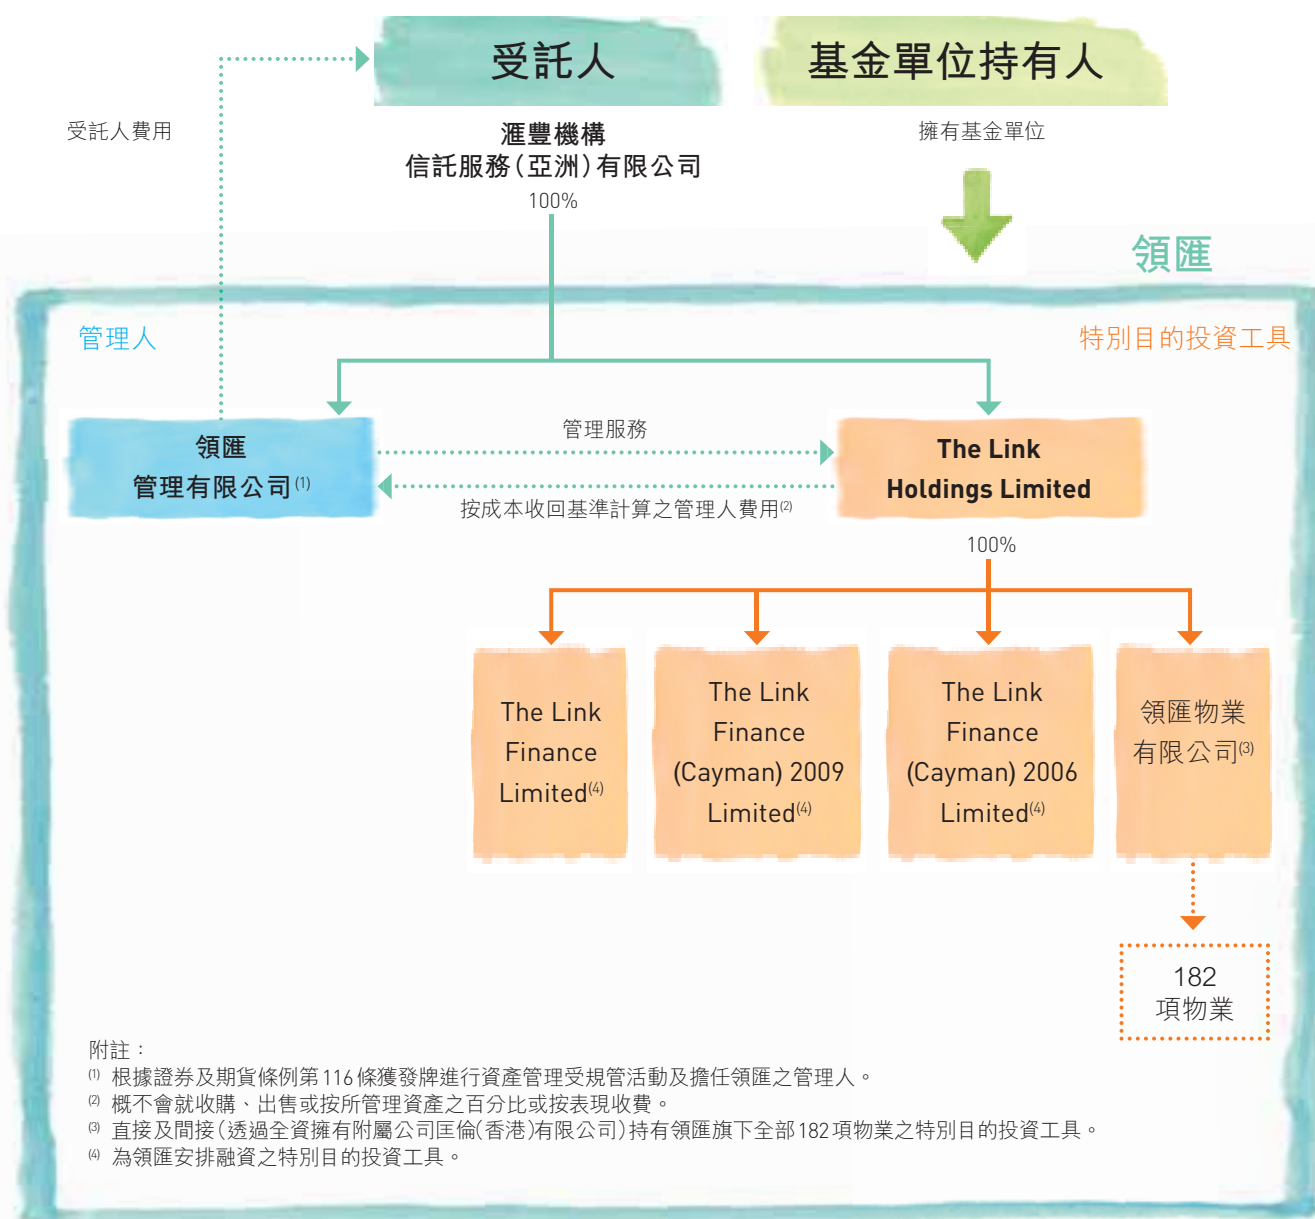 受託人
基金單位持有人
受託人費用
滙豐機構
信託服務(亞洲)有限公司
100%
擁有基金單位
領匯
管理人
特別目的投資工具
領匯
管理有限公司(1)
管理服務
按成本收回基準計算之管理人費用(2)
The Link
Holdings Limited
100%
The Link
Finance
Limited(4)
The Link
Finance
(Cayman) 2009
Limited(4)
The Link
Finance
(Cayman) 2006
Limited(4)
領匯物業
有限公司(3)
182
項物業
附註：
(1) 根據證券及期貨條例第116條獲發牌進行資產管理受規管活動及擔任領匯之管理人。
(2) 概不會就收購、出售或按所管理資產之百分比或按表現收費。
(3) 直接及間接(透過全資擁有附屬公司匡倫(香港)有限公司)持有領匯旗下全部182項物業之特別目的投資工具。
(4) 為領匯安排融資之特別目的投資工具。